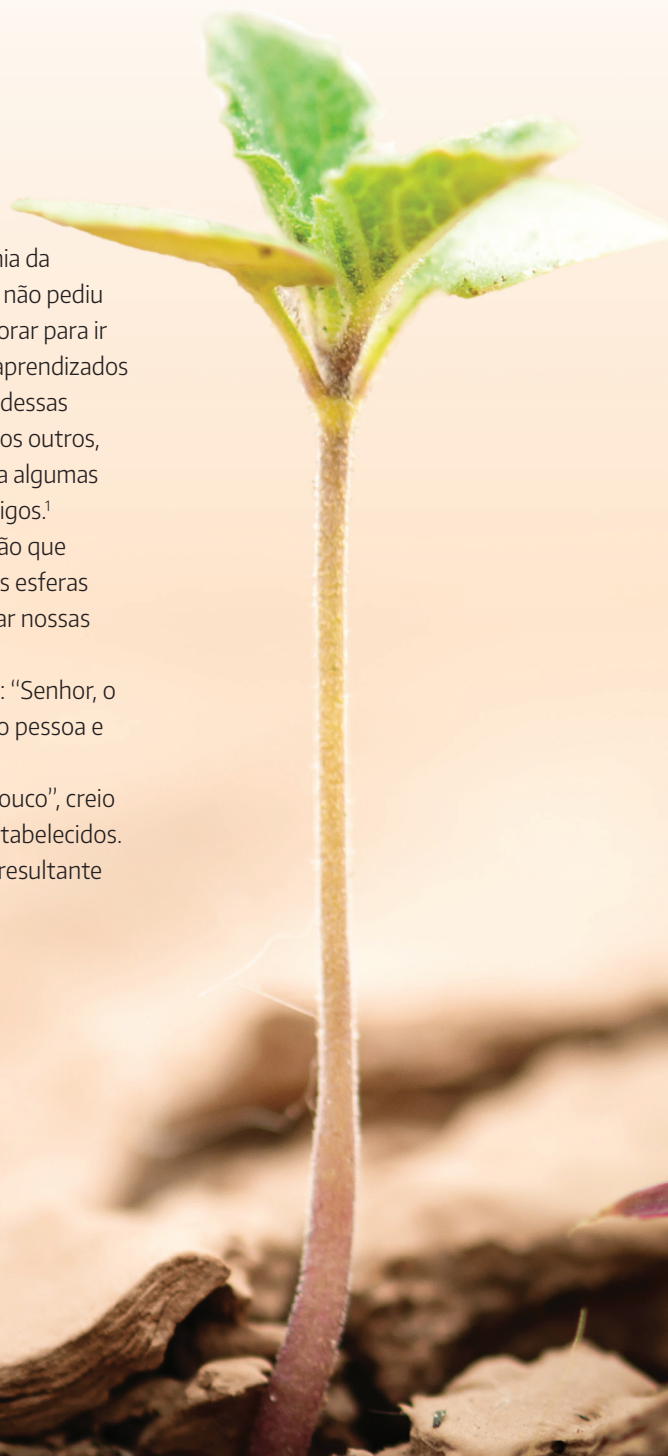 nia da
não pediu
orar para ir
aprendizados
dessas
os outros,
a algumas
igos.¹
ão que
s esferas
ar nossas
: “Senhor, o
o pessoa e
ouco”, creio
tabelecidos.
resultante